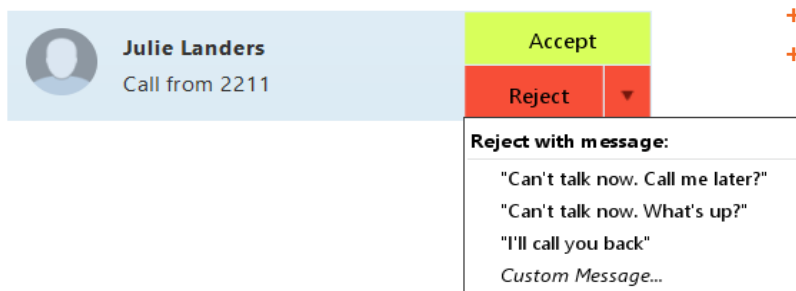 Julie Landers
Call from 2211
Accept
Reject
Reject with message:
"Can't talk now. Call me later?"
"Can't talk now. What's up?"
"I'll call you back"
Custom Message...
+
+